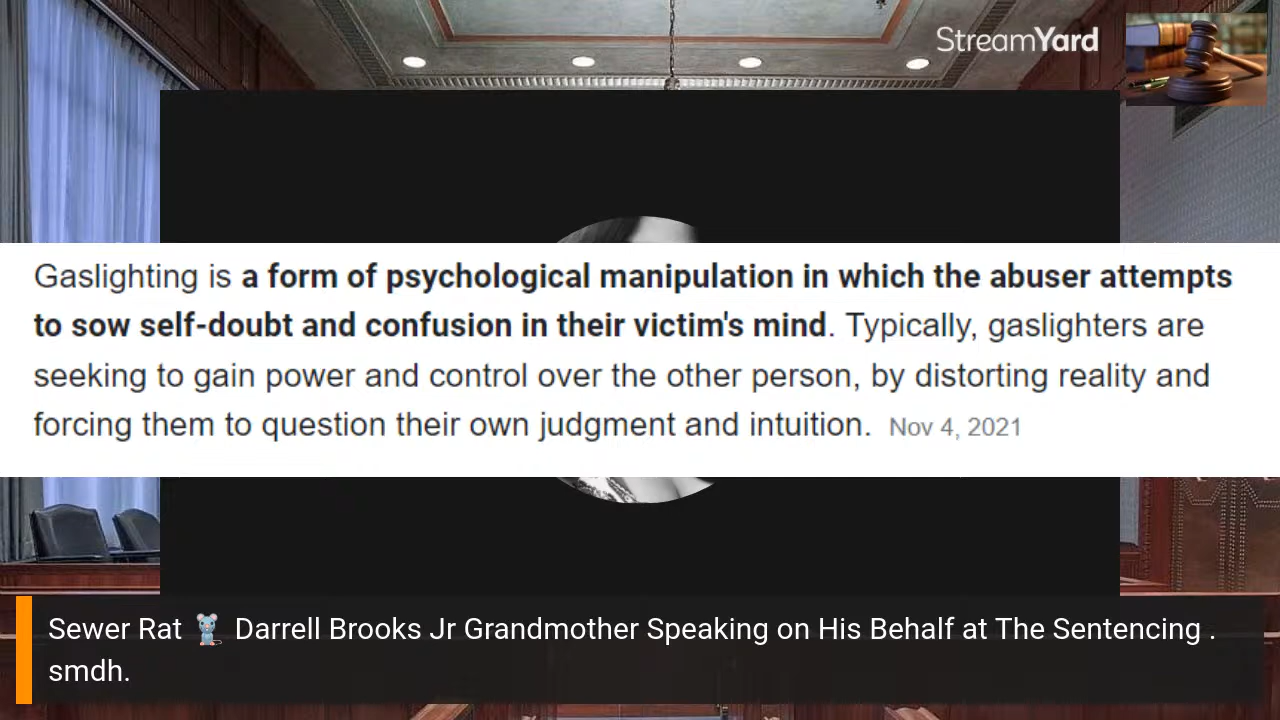 StreamYard
Gaslighting is a form of psychological manipulation in which the abuser attempts
to sow self-doubt and confusion in their victim's mind. Typically, gaslighters are
seeking to gain power and control over the other person, by distorting reality and
forcing them to question their own judgment and intuition. Nov 4, 2021
Sewer Rat 🐀 Darrell Brooks Jr Grandmother Speaking on His Behalf at The Sentencing .
smdh.